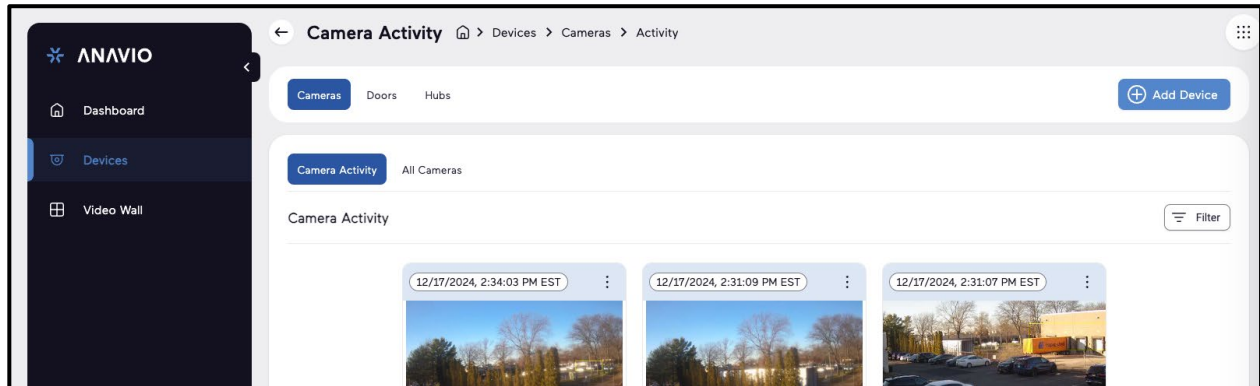 Camera Activity > Devices > Cameras > Activity
ANAVIO
Cameras Doors Hubs Add Device
Dashboard
Devices
Camera Activity All Cameras
Video Wall
Camera Activity Filter
12/17/2024, 2:34:03 PM EST 12/17/2024, 2:31:09 PM EST 12/17/2024, 2:31:07 PM EST